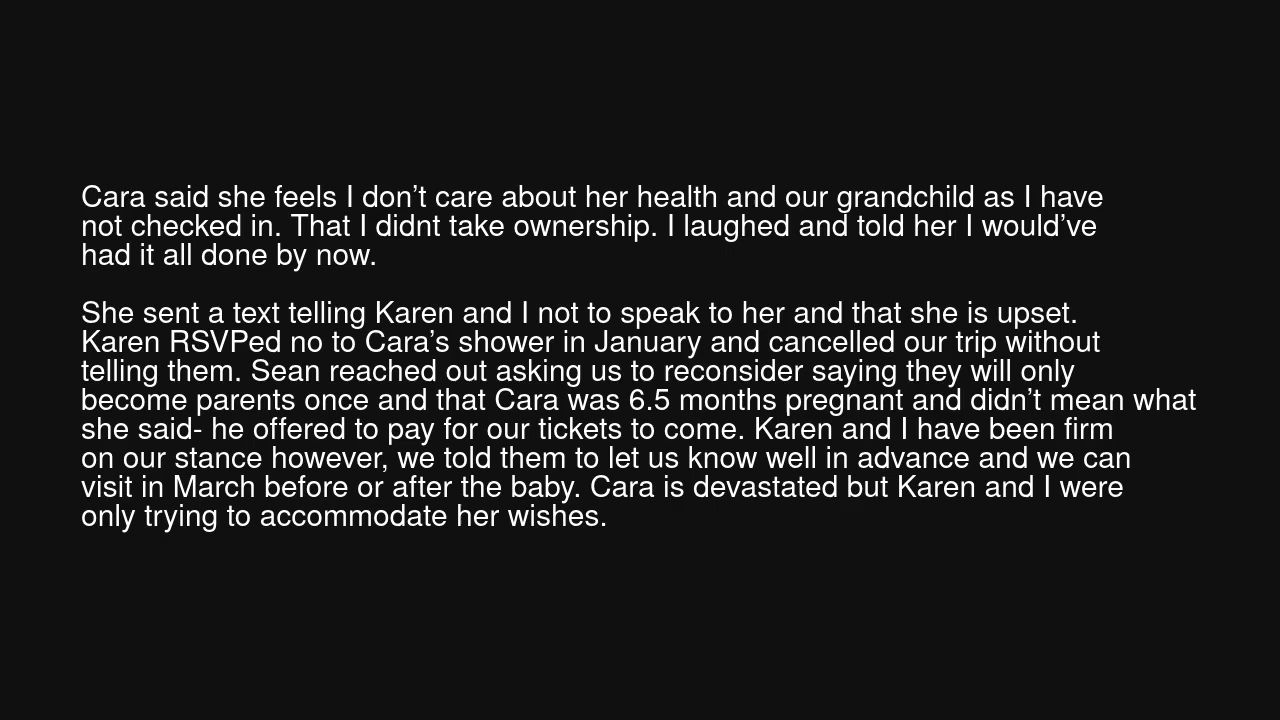 Cara said she feels I don’t care about her health and our grandchild as I have
not checked in. That I didnt take ownership. I laughed and told her I would’ve
had it all done by now.
She sent a text telling Karen and I not to speak to her and that she is upset.
Karen RSVPed no to Cara’s shower in January and cancelled our trip without
telling them. Sean reached out asking us to reconsider saying they will only
become parents once and that Cara was 6.5 months pregnant and didn’t mean what
she said- he offered to pay for our tickets to come. Karen and I have been firm
on our stance however, we told them to let us know well in advance and we can
visit in March before or after the baby. Cara is devastated but Karen and I were
only trying to accommodate her wishes.